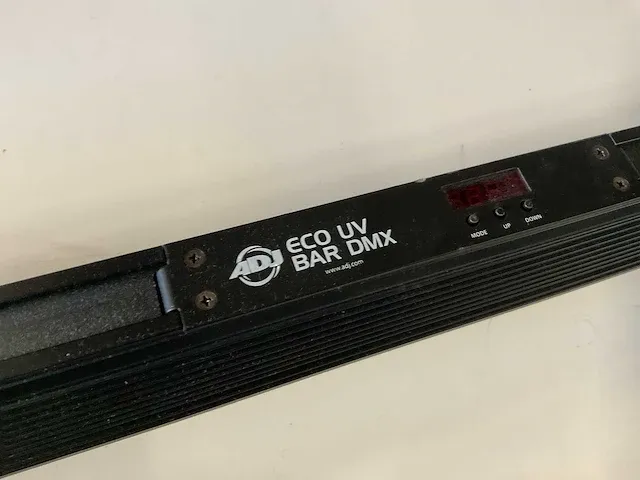 ADJ
ECO UV
BAR DMX
www.adj.com
MODE
UP
DOWN